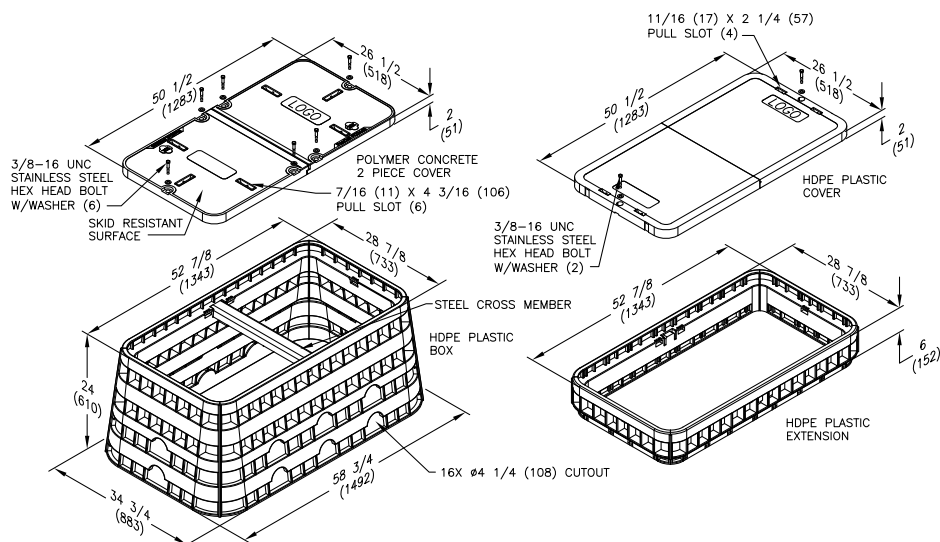 11/16 (17) X 2 1/4 (57)
PULL SLOT (4)
50 1/2
(1283)
26 1/2
(518)
2
(51)
LOGO
3/8-16 UNC
STAINLESS STEEL
HEX HEAD BOLT
W/WASHER (6)
SKID RESISTANT
SURFACE
POLYMER CONCRETE
2 PIECE COVER
7/16 (11) X 4 3/16 (106)
PULL SLOT (6)
50 1/2
(1283)
26 1/2
(518)
2
(51)
LOGO
HDPE PLASTIC
COVER
3/8-16 UNC
STAINLESS STEEL
HEX HEAD BOLT
W/WASHER (2)
52 7/8
(1343)
28 7/8
(733)
STEEL CROSS MEMBER
HDPE PLASTIC
BOX
24
(610)
34 3/4
(883)
58 3/4
(1492)
16X ø4 1/4 (108) CUTOUT
52 7/8
(1343)
28 7/8
(733)
6
(152)
HDPE PLASTIC
EXTENSION